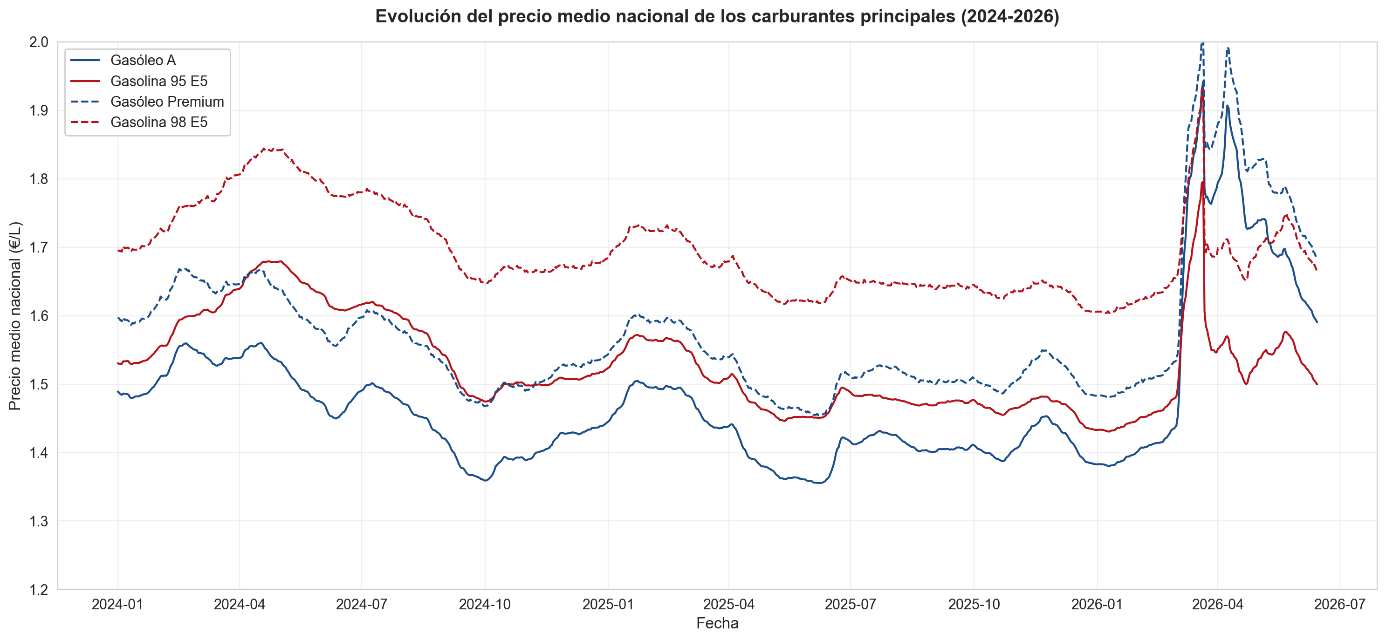 Evolución del precio medio nacional de los carburantes principales (2024-2026)
Gasóleo A
Gasolina 95 E5
Gasóleo Premium
Gasolina 98 E5
Precio medio nacional (€/L)
2.0
1.9
1.8
1.7
1.6
1.5
1.4
1.3
1.2
2024-01 2024-04 2024-07 2024-10 2025-01 2025-04 2025-07 2025-10 2026-01 2026-04 2026-07
Fecha